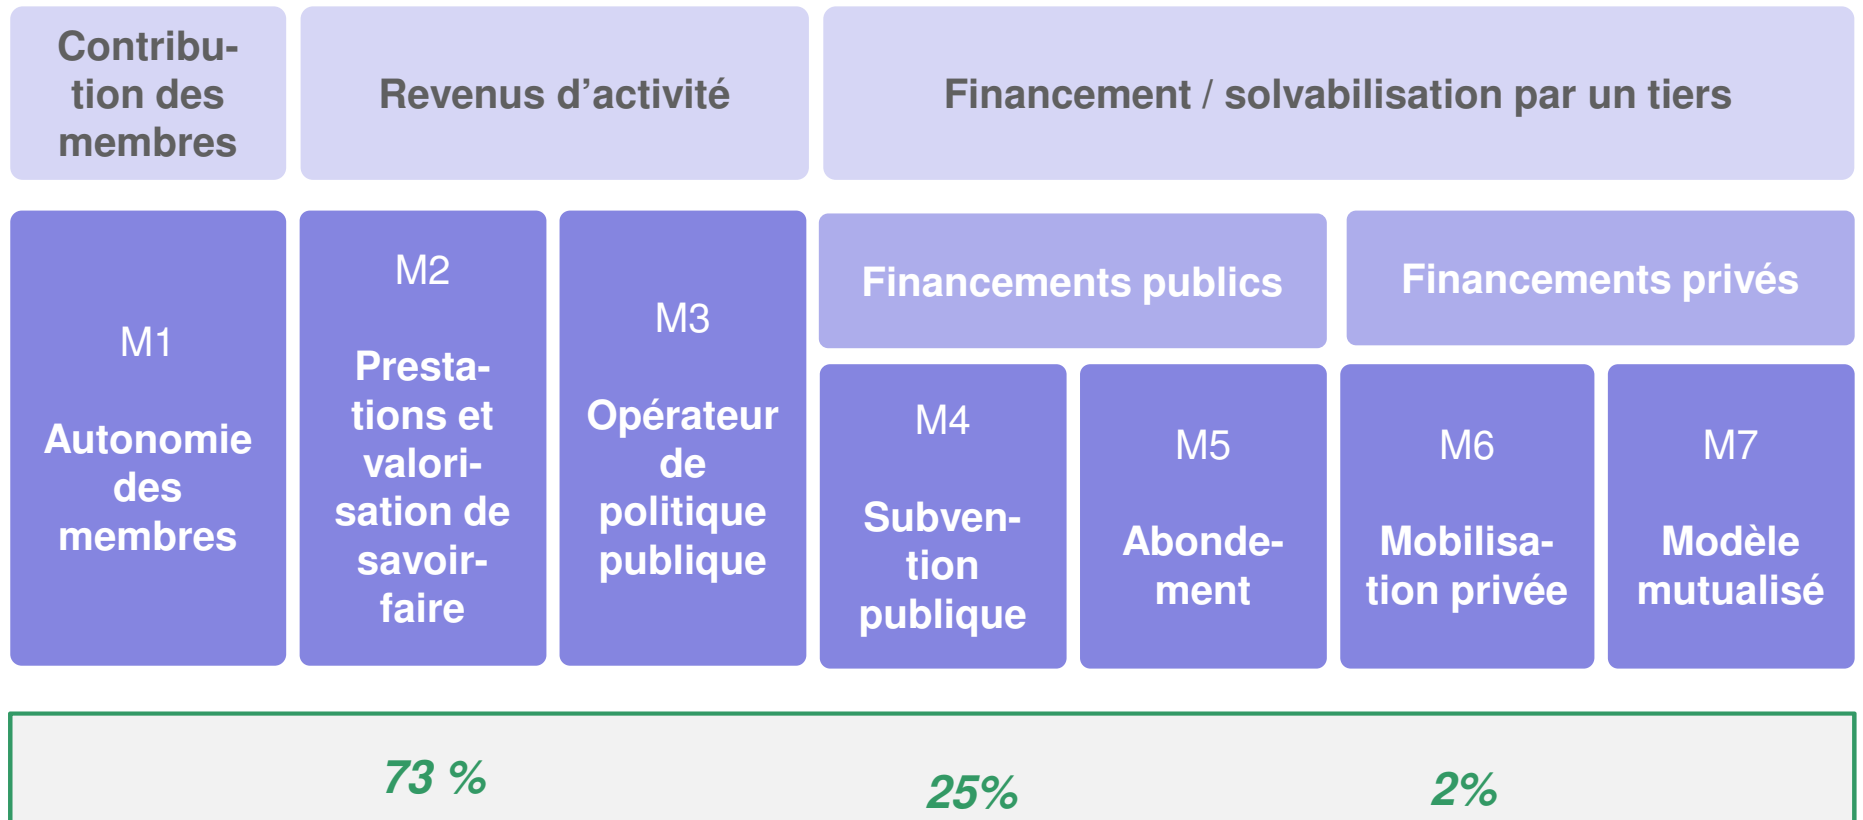 Contribu-
tion des
membres
Revenus d’activité
Financement / solvabilisation par un tiers
M1
Autonomie
des
membres
M2
Presta-
tions et
valori-
sation de
savoir-
faire
M3
Opérateur
de
politique
publique
Financements publics
Financements privés
M4
Subven-
tion
publique
M5
Abonde-
ment
M6
Mobilisa-
tion privée
M7
Modèle
mutualisé
73 %
25%
2%